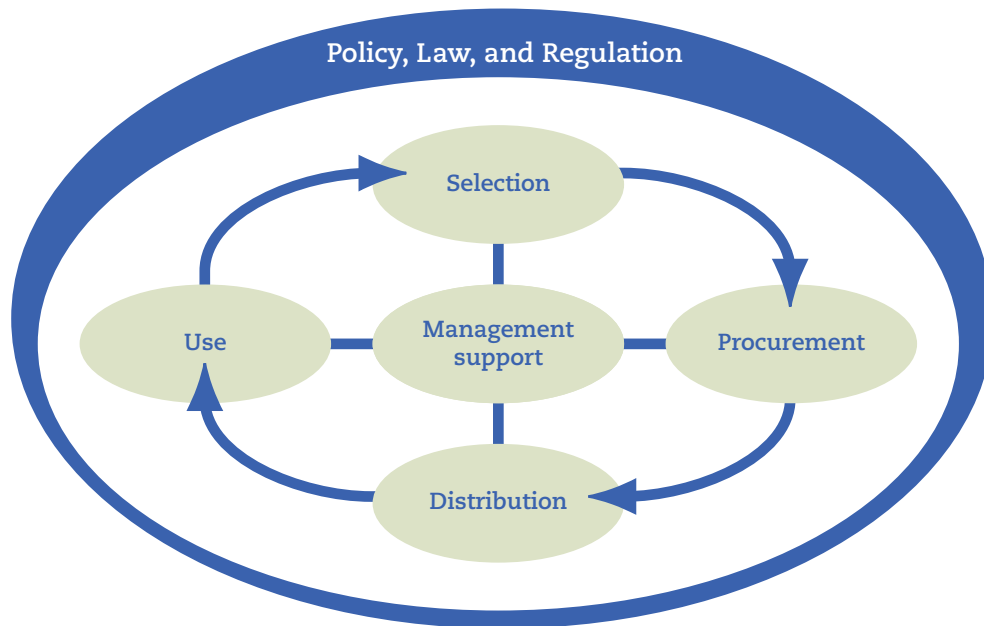 Policy, Law, and Regulation
Selection
Use
Management
support
Procurement
Distribution